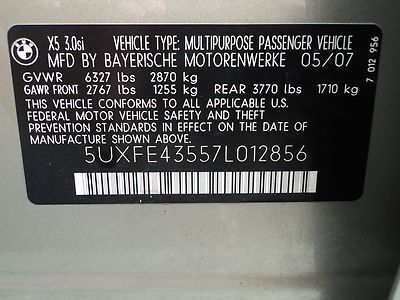 BMW
X5 3.0si VEHICLE TYPE: MULTIPURPOSE PASSENGER VEHICLE
MFD BY BAYERISCHE MOTORENWERKE 05/07
GVWR 6327 lbs 2870 kg
GAWR FRONT 2767 lbs 1255 kg REAR 3770 lbs 1710 kg
THIS VEHICLE CONFORMS TO ALL APPLICABLE U.S.
FEDERAL MOTOR VEHICLE SAFETY AND THEFT
PREVENTION STANDARDS IN EFFECT ON THE DATE OF
MANUFACTURE SHOWN ABOVE.
5UXFE43557L012856
7 012 956